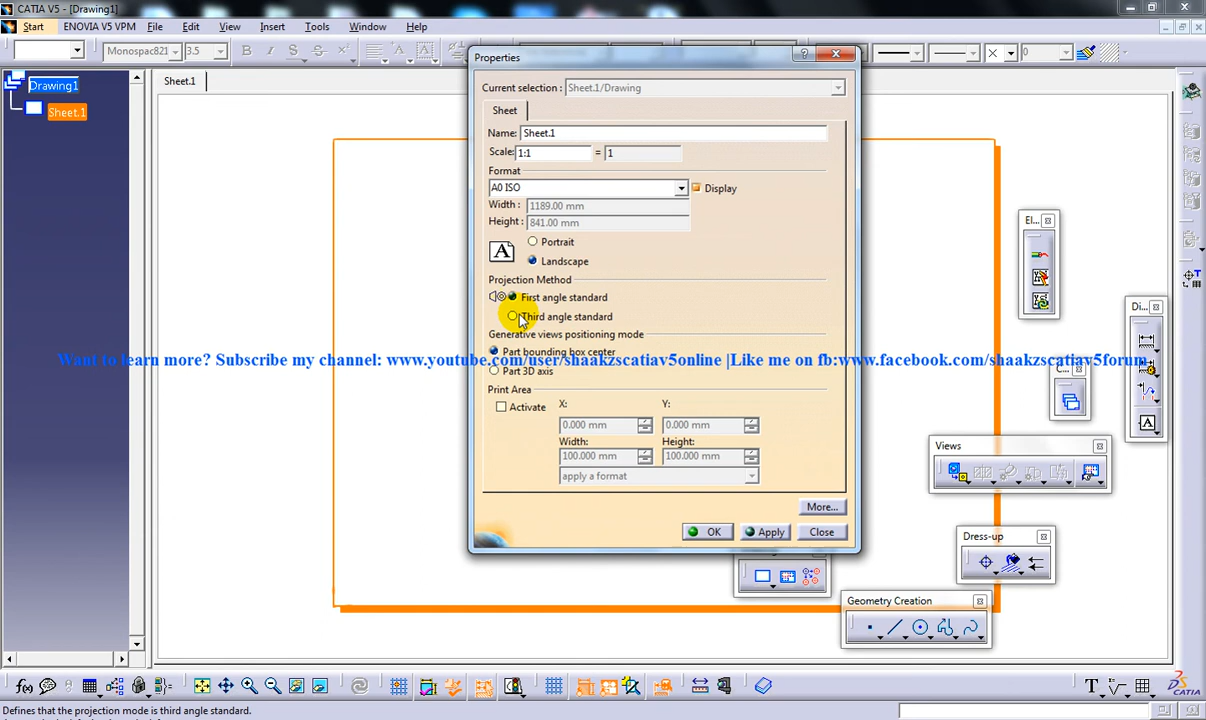 CATIA V5 - [Drawing1]
Start ENOVIA V5 VPM File Edit View Insert Tools Window Help
Monospac821 3.5 B I S 0
Properties
Drawing1
Sheet.1
Sheet.1
Current selection : Sheet.1/Drawing
Sheet
Name: Sheet.1
Scale: 1:1 = 1
Format
A0 ISO Display
Width : 1189.00 mm
Height : 841.00 mm
A Portrait
Landscape
Projection Method
First angle standard
Third angle standard
Generative views positioning mode
Part bounding box center
Want to learn more? Subscribe my channel: www.youtube.com/user/shaakzscatiav5online |Like me on fb:www.facebook.com/shaakzscatiav5forum
Part 3D axis
Print Area
Activate X: Y:
0.000 mm 0.000 mm
Width: Height:
100.000 mm 100.000 mm
apply a format
More...
OK Apply Close
El...
Di...
C...
Views
Dress-up
Geometry Creation
CATIA
Defines that the projection mode is third angle standard.